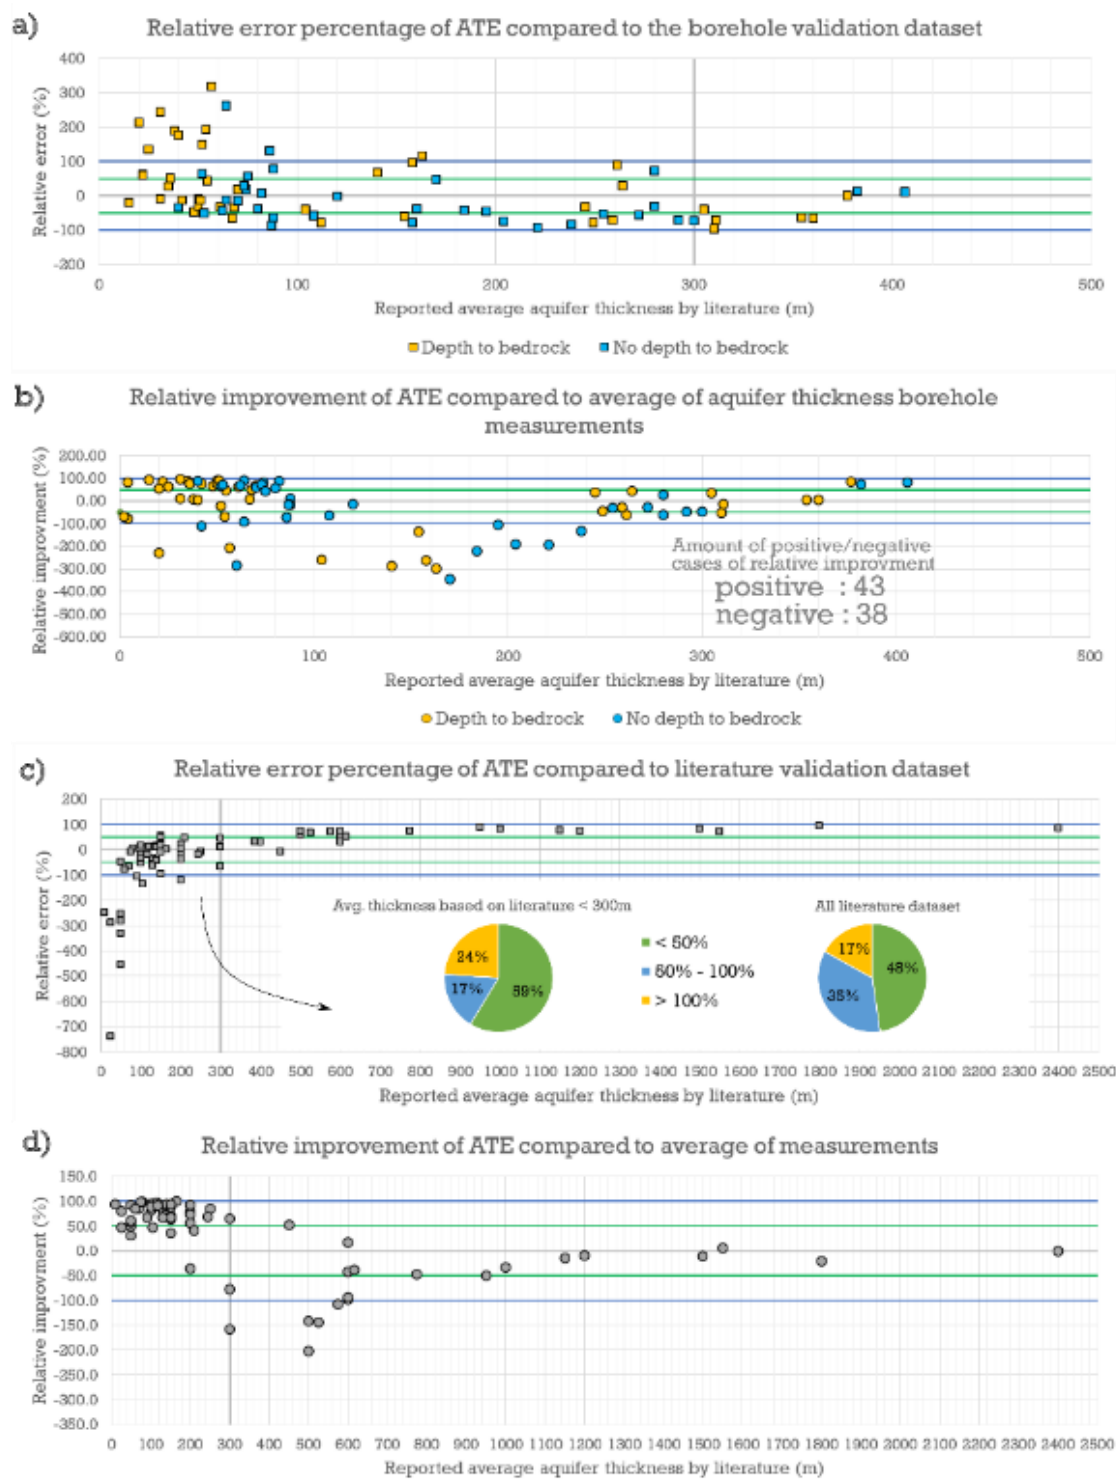 a)
Relative error percentage of ATE compared to the borehole validation dataset
Relative error (%)
400
300
200
100
0
-100
-200
0 100 200 300 400 500
Reported average aquifer thickness by literature (m)
Depth to bedrock No depth to bedrock
b)
Relative improvement of ATE compared to average of aquifer thickness borehole
measurements
Relative improvment (%)
200.00
100.00
0.00
-100.00
-200.00
-300.00
-400.00
-500.00
-600.00
Amount of positive/negative
cases of relative improvment
positive : 43
negative : 38
0 100 200 300 400 500
Reported average aquifer thickness by literature (m)
Depth to bedrock No depth to bedrock
c)
Relative error percentage of ATE compared to literature validation dataset
Relative error (%)
200
100
0
-100
-200
-300
-400
-500
-600
-700
-800
Avg. thickness based on literature < 300m
24%
17%
59%
< 50%
50% - 100%
> 100%
All literature dataset
17%
48%
35%
0 100 200 300 400 500 600 700 800 900 1000 1100 1200 1300 1400 1500 1600 1700 1800 1900 2000 2100 2200 2300 2400 2500
Reported average aquifer thickness by literature (m)
d)
Relative improvement of ATE compared to average of measurements
Relative improvment (%)
150.0
100.0
50.0
0.0
-50.0
-100.0
-150.0
-200.0
-250.0
-300.0
-350.0
0 100 200 300 400 500 600 700 800 900 1000 1100 1200 1300 1400 1500 1600 1700 1800 1900 2000 2100 2200 2300 2400 2500
Reported average aquifer thickness by literature (m)